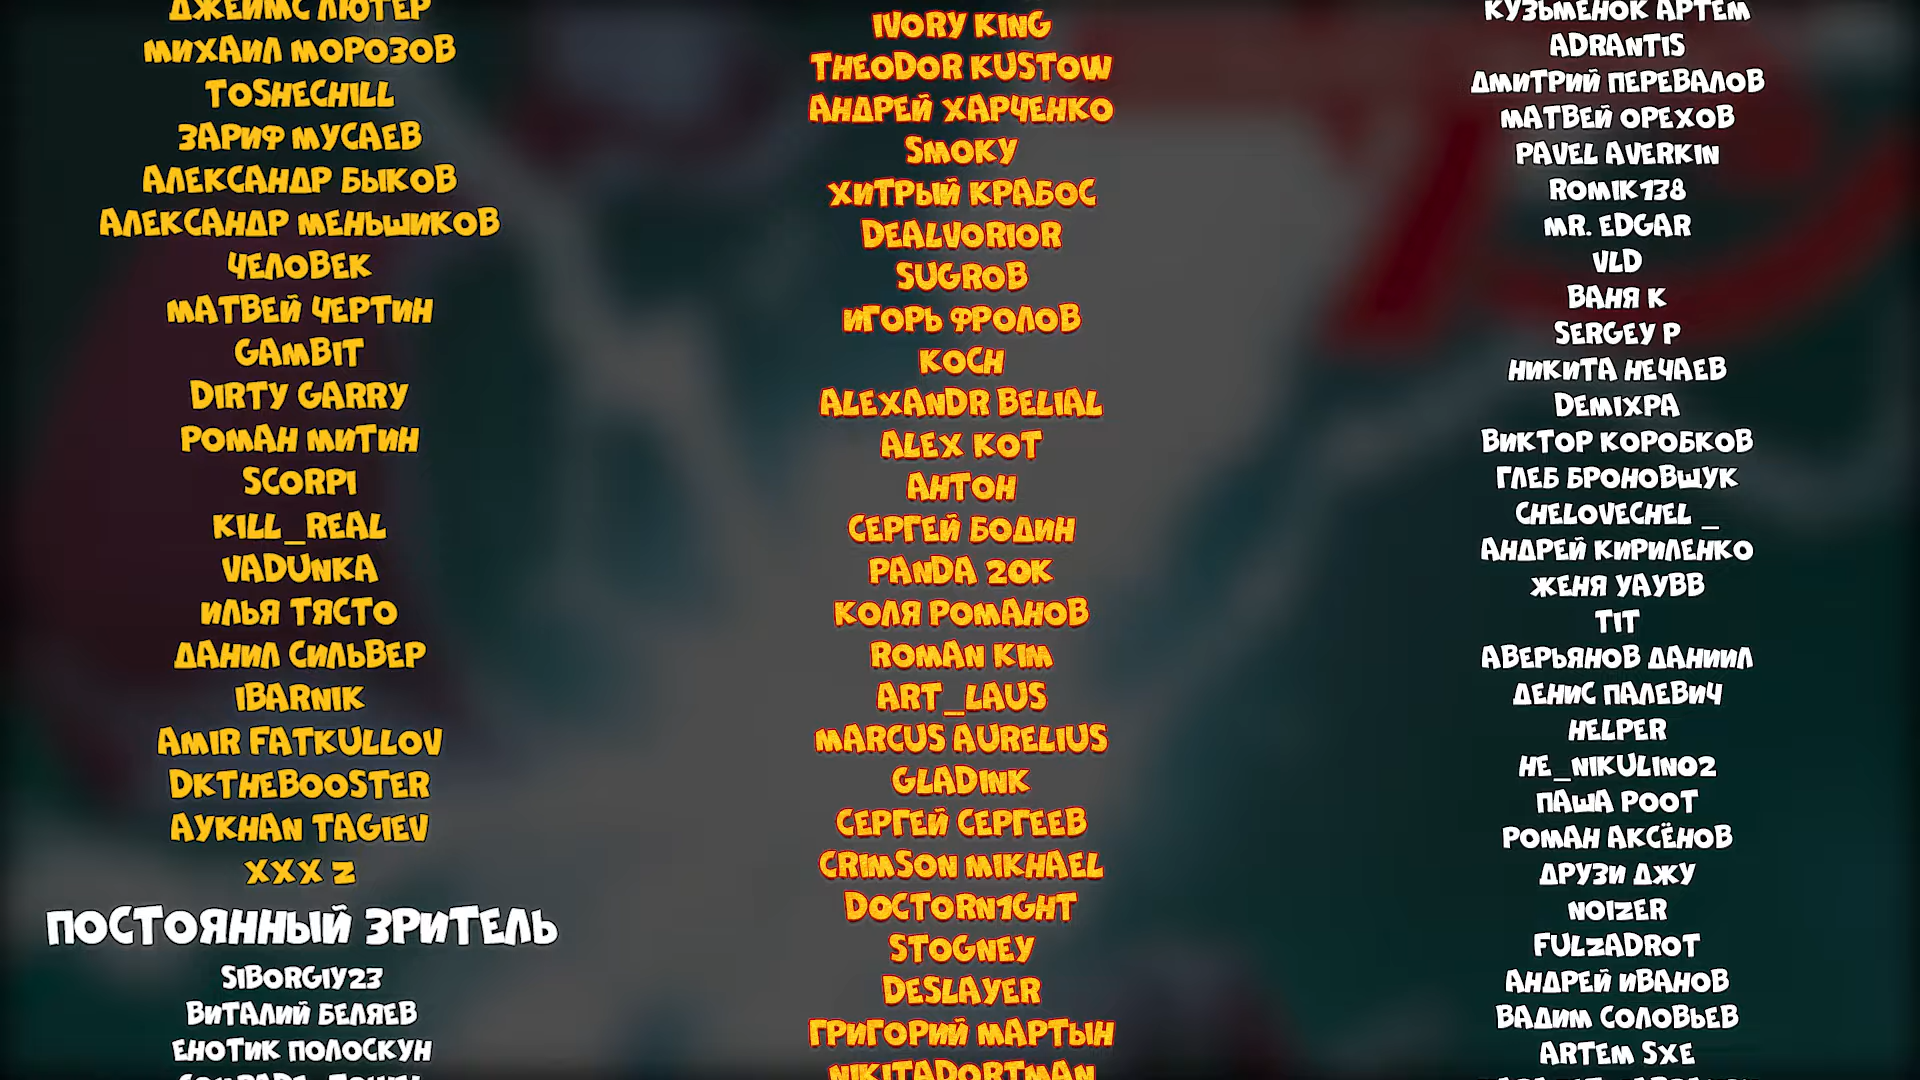 ДЖЕЙМС ЛЮТЕР
МИХАИЛ МОРОЗОВ
TOSHECHILL
ЗАРИФ МУСАЕВ
АЛЕКСАНДР БЫКОВ
АЛЕКСАНДР МЕНЬШИКОВ
ЧЕЛОВЕК
МАТВЕЙ ЧЕРТИН
GAMBIT
DIRTY GARRY
РОМАН МИТИН
SCORPI
KILL_REAL
VADUNKA
ИЛЬЯ ТЯСТО
ДАНИЛ СИЛЬВЕР
IBARNIK
AMIR FATKULLOV
DKTHEBOOSTER
AYKHAN TAGIEV
XXX Z
ПОСТОЯННЫЙ ЗРИТЕЛЬ
SIBORGIY23
ВИТАЛИЙ БЕЛЯЕВ
ЕНОТИК ПОЛОСКУН
IVORY KING
THEODOR KUSTOW
АНДРЕЙ ХАРЧЕНКО
SMOKY
ХИТРЫЙ КРАБОС
DEALVORIOR
SUGROB
ИГОРЬ ФРОЛОВ
KOCH
ALEXANDR BELIAL
ALEX KOT
АНТОН
СЕРГЕЙ БОДИН
PANDA 20K
КОЛЯ РОМАНОВ
ROMAN KIM
ART_LAUS
MARCUS AURELIUS
GLADINK
СЕРГЕЙ СЕРГЕЕВ
CRIMSON MIKHAEL
DOCTORN1GHT
STOGNEY
DESLAYER
ГРИГОРИЙ МАРТЫН
NIKITADORTMAN
КУЗЬМЕНОК АРТЕМ
ADRANTIS
ДМИТРИЙ ПЕРЕВАЛОВ
МАТВЕЙ ОРЕХОВ
PAVEL AVERKIN
ROMIK138
MR. EDGAR
VLD
ВАНЯ К
SERGEY P
НИКИТА НЕЧАЕВ
DEMIXPA
ВИКТОР КОРОБКОВ
ГЛЕБ БРОНОВЩУК
CHELOVECHEL _
АНДРЕЙ КИРИЛЕНКО
ЖЕНЯ УАУВВ
TIT
АВЕРЬЯНОВ ДАНИИЛ
ДЕНИС ПАЛЕВИЧ
HELPER
HE_NIKULINO2
ПАША РООТ
РОМАН АКСЁНОВ
ДРУЗИ ДЖУ
NOIZER
FULZADROT
АНДРЕЙ ИВАНОВ
ВАДИМ СОЛОВЬЕВ
ARTEM SXE